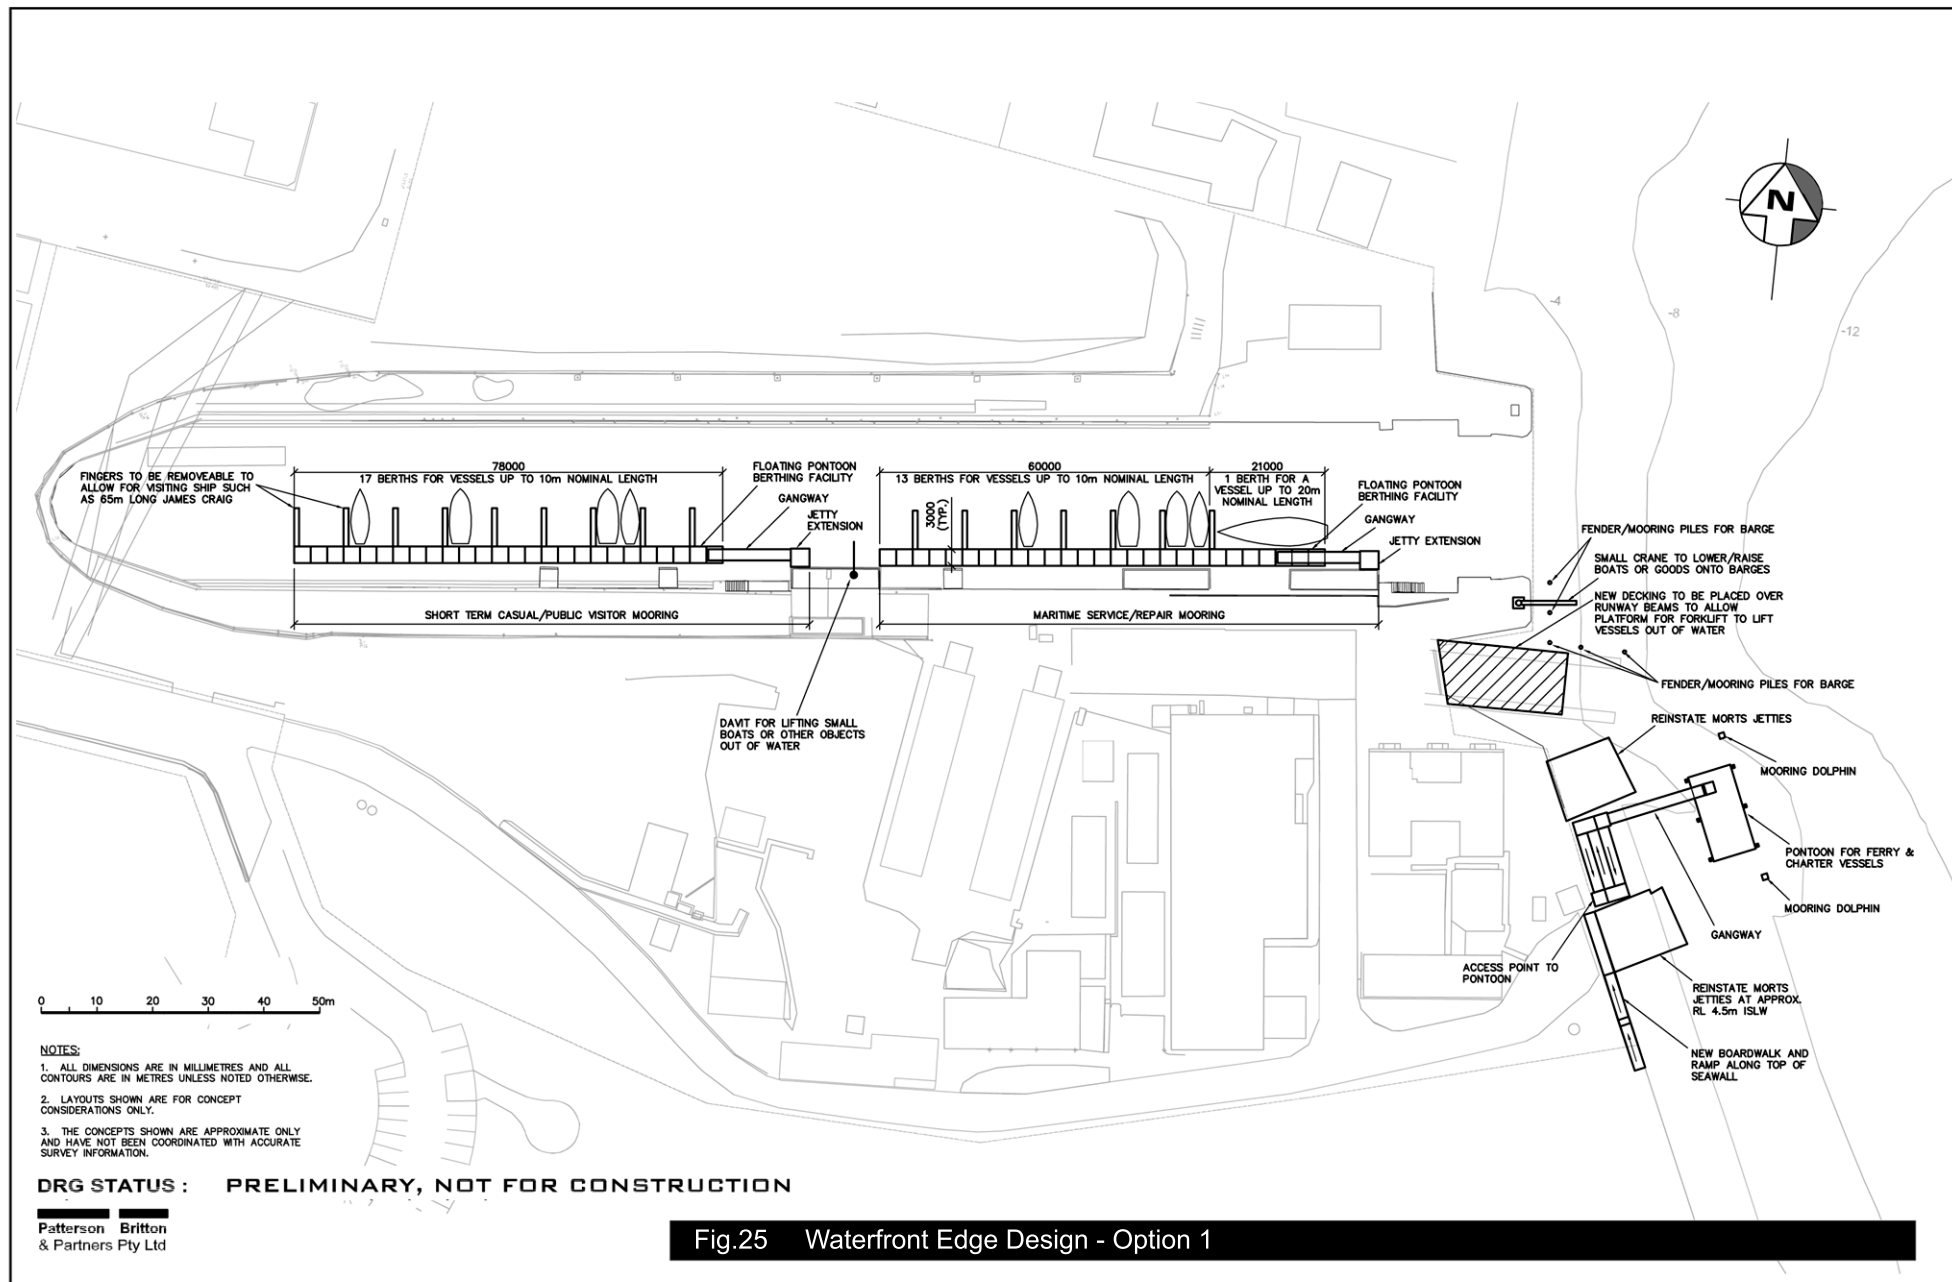 N
-4
-8
-12
78000
17 BERTHS FOR VESSELS UP TO 10m NOMINAL LENGTH
FINGERS TO BE REMOVEABLE TO
ALLOW FOR VISITING SHIP SUCH
AS 65m LONG JAMES CRAIG
FLOATING PONTOON
BERTHING FACILITY
GANGWAY
JETTY
EXTENSION
60000
13 BERTHS FOR VESSELS UP TO 10m NOMINAL LENGTH
3000
(TYP.)
21000
1 BERTH FOR A
VESSEL UP TO 20m
NOMINAL LENGTH
FLOATING PONTOON
BERTHING FACILITY
GANGWAY
JETTY EXTENSION
FENDER/MOORING PILES FOR BARGE
SMALL CRANE TO LOWER/RAISE
BOATS OR GOODS ONTO BARGES
NEW DECKING TO BE PLACED OVER
RUNWAY BEAMS TO ALLOW
PLATFORM FOR FORKLIFT TO LIFT
VESSELS OUT OF WATER
SHORT TERM CASUAL/PUBLIC VISITOR MOORING
MARITIME SERVICE/REPAIR MOORING
FENDER/MOORING PILES FOR BARGE
DAVIT FOR LIFTING SMALL
BOATS OR OTHER OBJECTS
OUT OF WATER
REINSTATE MORTS JETTIES
MOORING DOLPHIN
PONTOON FOR FERRY &
CHARTER VESSELS
MOORING DOLPHIN
GANGWAY
ACCESS POINT TO
PONTOON
REINSTATE MORTS
JETTIES AT APPROX.
RL 4.5m ISLW
NEW BOARDWALK AND
RAMP ALONG TOP OF
SEAWALL
0 10 20 30 40 50m
NOTES:
1. ALL DIMENSIONS ARE IN MILLIMETRES AND ALL
CONTOURS ARE IN METRES UNLESS NOTED OTHERWISE.
2. LAYOUTS SHOWN ARE FOR CONCEPT
CONSIDERATIONS ONLY.
3. THE CONCEPTS SHOWN ARE APPROXIMATE ONLY
AND HAVE NOT BEEN COORDINATED WITH ACCURATE
SURVEY INFORMATION.
DRG STATUS : PRELIMINARY, NOT FOR CONSTRUCTION
Patterson Britton
& Partners Pty Ltd
Fig.25 Waterfront Edge Design - Option 1